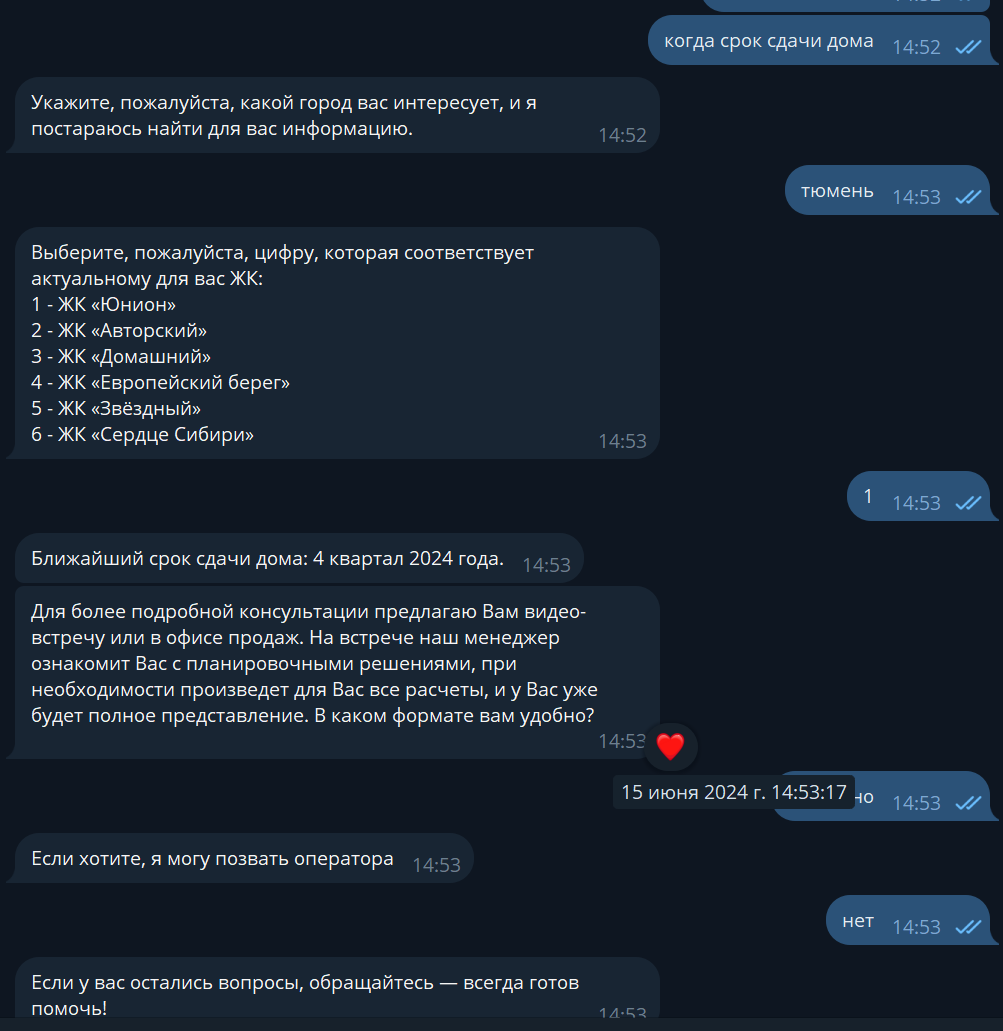 когда срок сдачи дома 14:52
Укажите, пожалуйста, какой город вас интересует, и я
постараюсь найти для вас информацию.
14:52
тюмень 14:53
Выберите, пожалуйста, цифру, которая соответствует
актуальному для вас ЖК:
1 - ЖК «Юнион»
2 - ЖК «Авторский»
3 - ЖК «Домашний»
4 - ЖК «Европейский берег»
5 - ЖК «Звёздный»
6 - ЖК «Сердце Сибири»
14:53
1 14:53
Ближайший срок сдачи дома: 4 квартал 2024 года. 14:53
Для более подробной консультации предлагаю Вам видео-
встречу или в офисе продаж. На встрече наш менеджер
ознакомит Вас с планировочными решениями, при
необходимости произведет для Вас все расчеты, и у Вас уже
будет полное представление. В каком формате вам удобно?
14:53
15 июня 2024 г. 14:53:17
но 14:53
Если хотите, я могу позвать оператора 14:53
нет 14:53
Если у вас остались вопросы, обращайтесь — всегда готов
помочь! 14:53